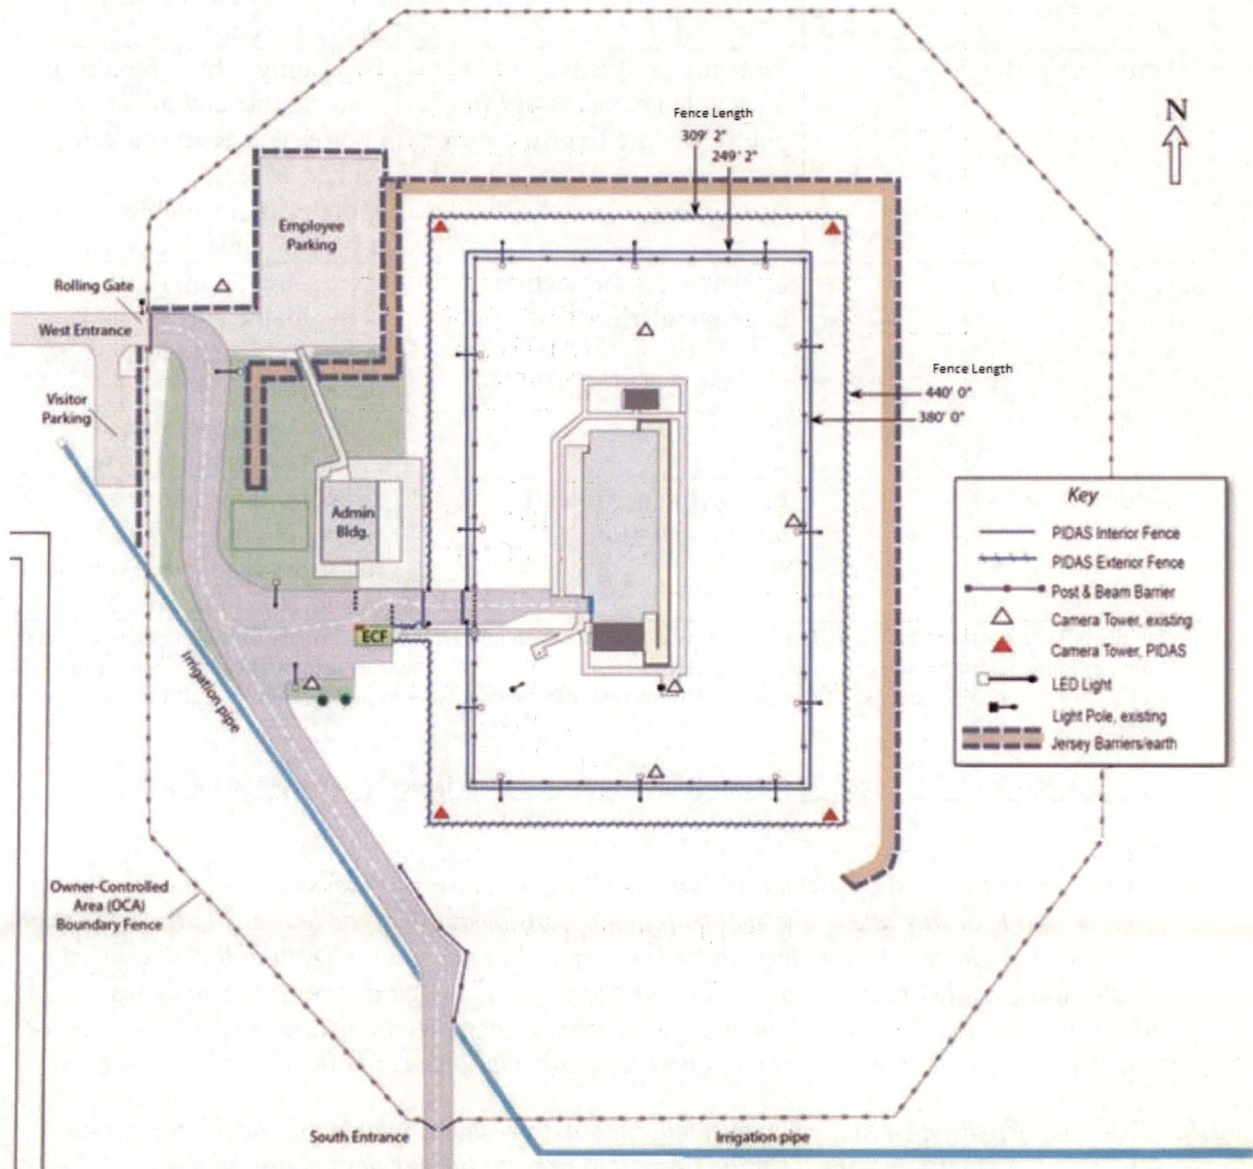 Fence Length
309' 2"
249' 2"
N
Employee
Parking
Rolling Gate
West Entrance
Fence Length
440' 0"
380' 0"
Visitor
Parking
Key
PIDAS Interior Fence
PIDAS Exterior Fence
Post & Beam Barrier
Camera Tower, existing
Camera Tower, PIDAS
LED Light
Light Pole, existing
Jersey Barriers/earth
Admin
Bldg.
ECF
Irrigation pipe
Owner-Controlled
Area (OCA)
Boundary Fence
South Entrance
Irrigation pipe